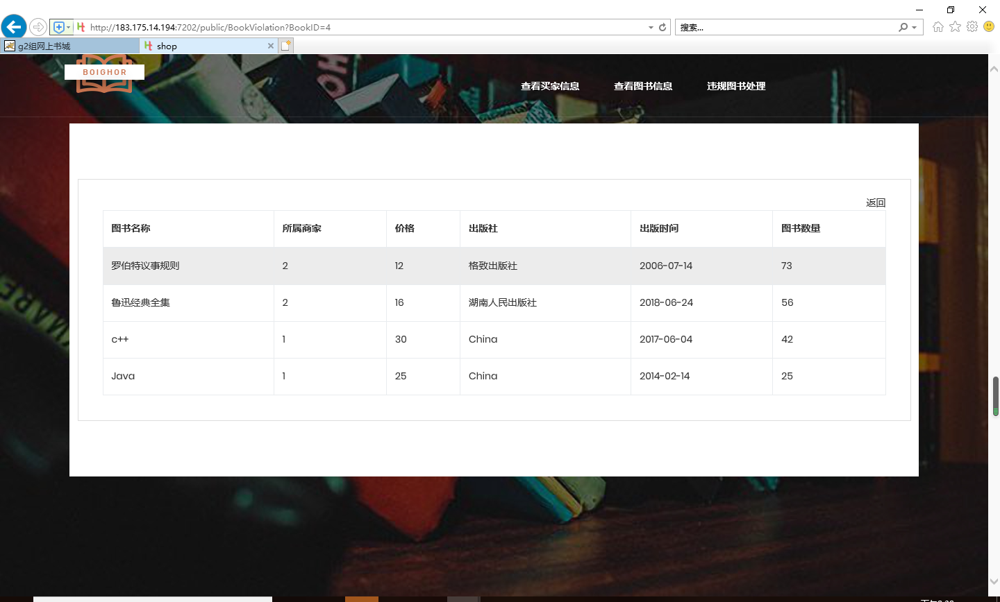 http://183.175.14.194:7202/public/BookViolation?BookID=4
搜索...
g2组网上书城
shop
BOIGHOR
查看买家信息 查看图书信息 违规图书处理
返回
图书名称 所属商家 价格 出版社 出版时间 图书数量
罗伯特议事规则 2 12 格致出版社 2006-07-14 73
鲁迅经典全集 2 16 湖南人民出版社 2018-06-24 56
c++ 1 30 China 2017-06-04 42
Java 1 25 China 2014-02-14 25